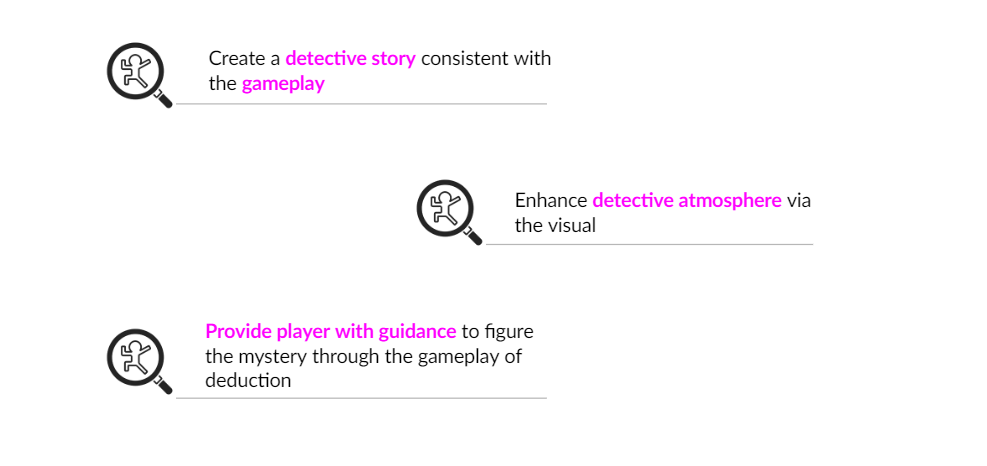 Create a detective story consistent with
the gameplay
Enhance detective atmosphere via
the visual
Provide player with guidance to figure
the mystery through the gameplay of
deduction